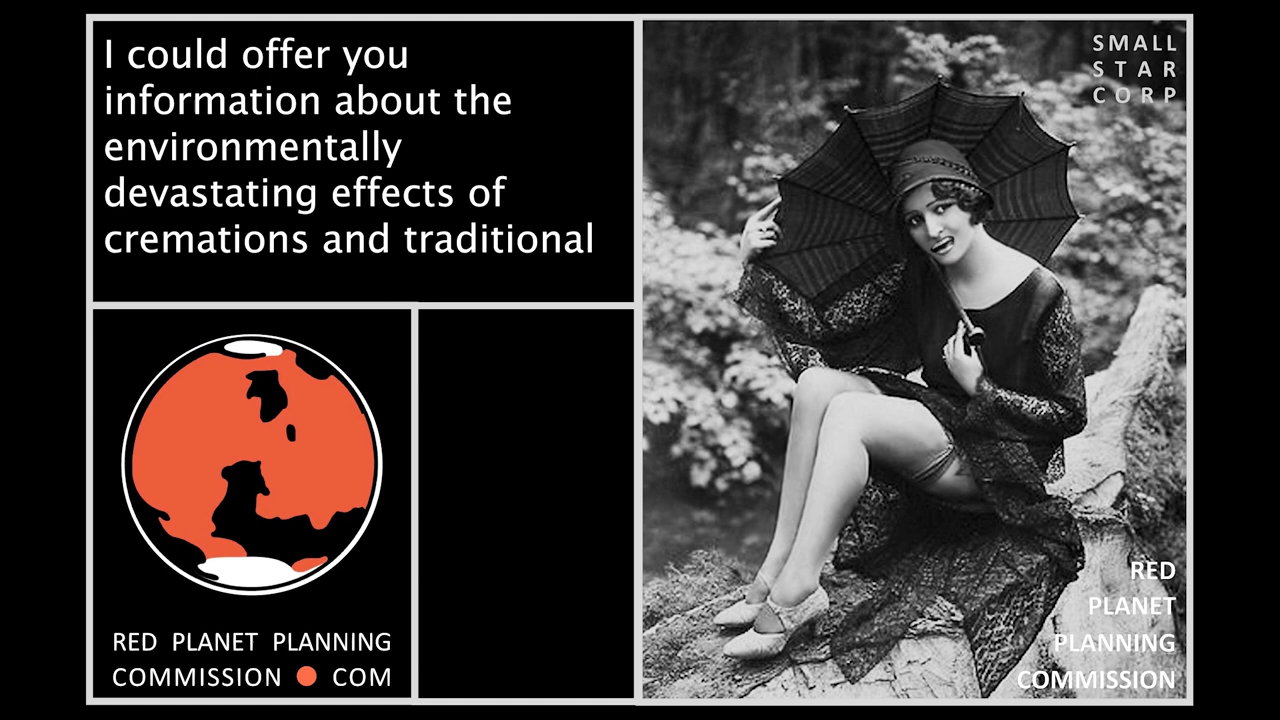 I could offer you
information about the
environmentally
devastating effects of
cremations and traditional
SMALL
STAR
CORP
RED PLANET PLANNING
COMMISSION COM
RED
PLANET
PLANNING
COMMISSION